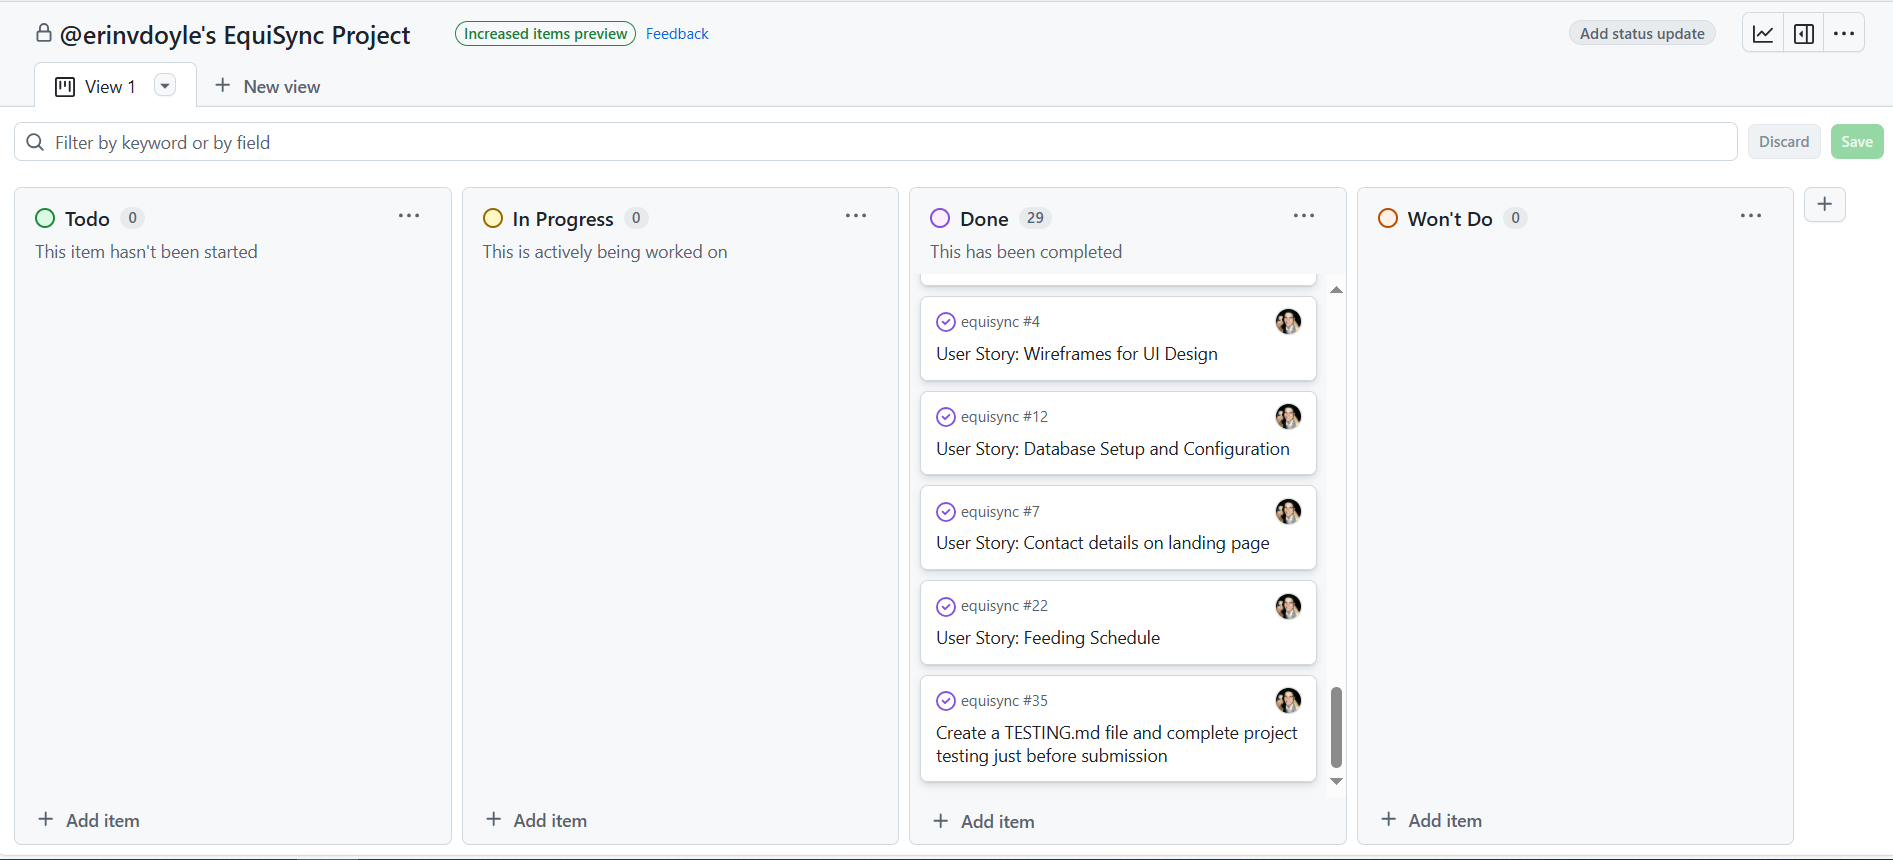 @erinvdoyle's EquiSync Project
Increased items preview
Feedback
Add status update
View 1
New view
Filter by keyword or by field
Discard
Save
Todo 0
This item hasn't been started
Add item
In Progress 0
This is actively being worked on
Add item
Done 29
This has been completed
equisync #4
User Story: Wireframes for UI Design
equisync #12
User Story: Database Setup and Configuration
equisync #7
User Story: Contact details on landing page
equisync #22
User Story: Feeding Schedule
equisync #35
Create a TESTING.md file and complete project
testing just before submission
Add item
Won't Do 0
Add item